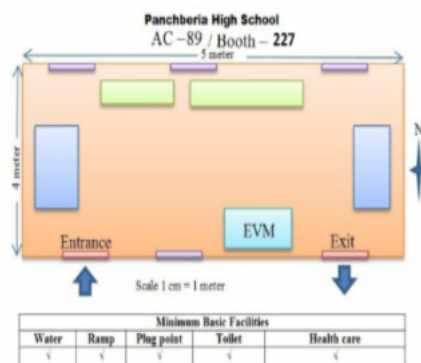 Panchberia High School
AC -89 / Booth – 227
5 meter
4 meter
N
EVM
Entrance
Exit
Scale 1 cm = 1 meter
Minimum Basic Facilities
Water Ramp Plug point Toilet Health care
√ √ √ √ √